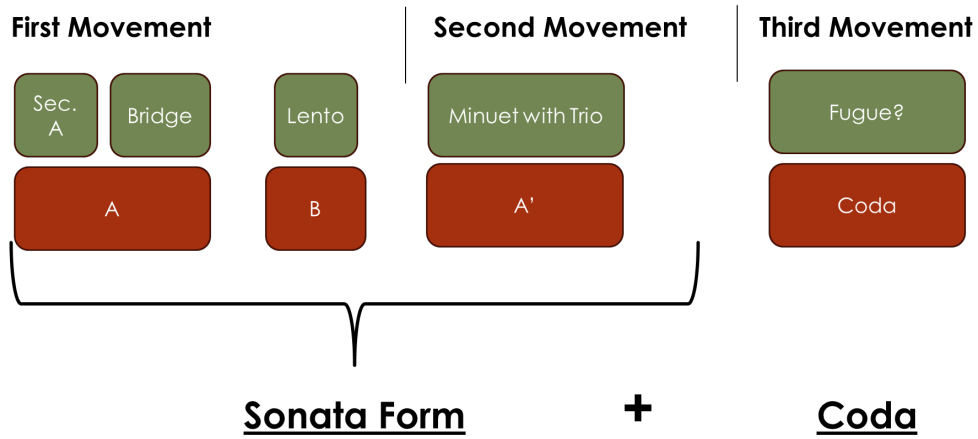 First Movement
Second Movement
Third Movement
Sec.
A
Bridge
Lento
Minuet with Trio
Fugue?
A
B
A’
Coda
Sonata Form
+
Coda